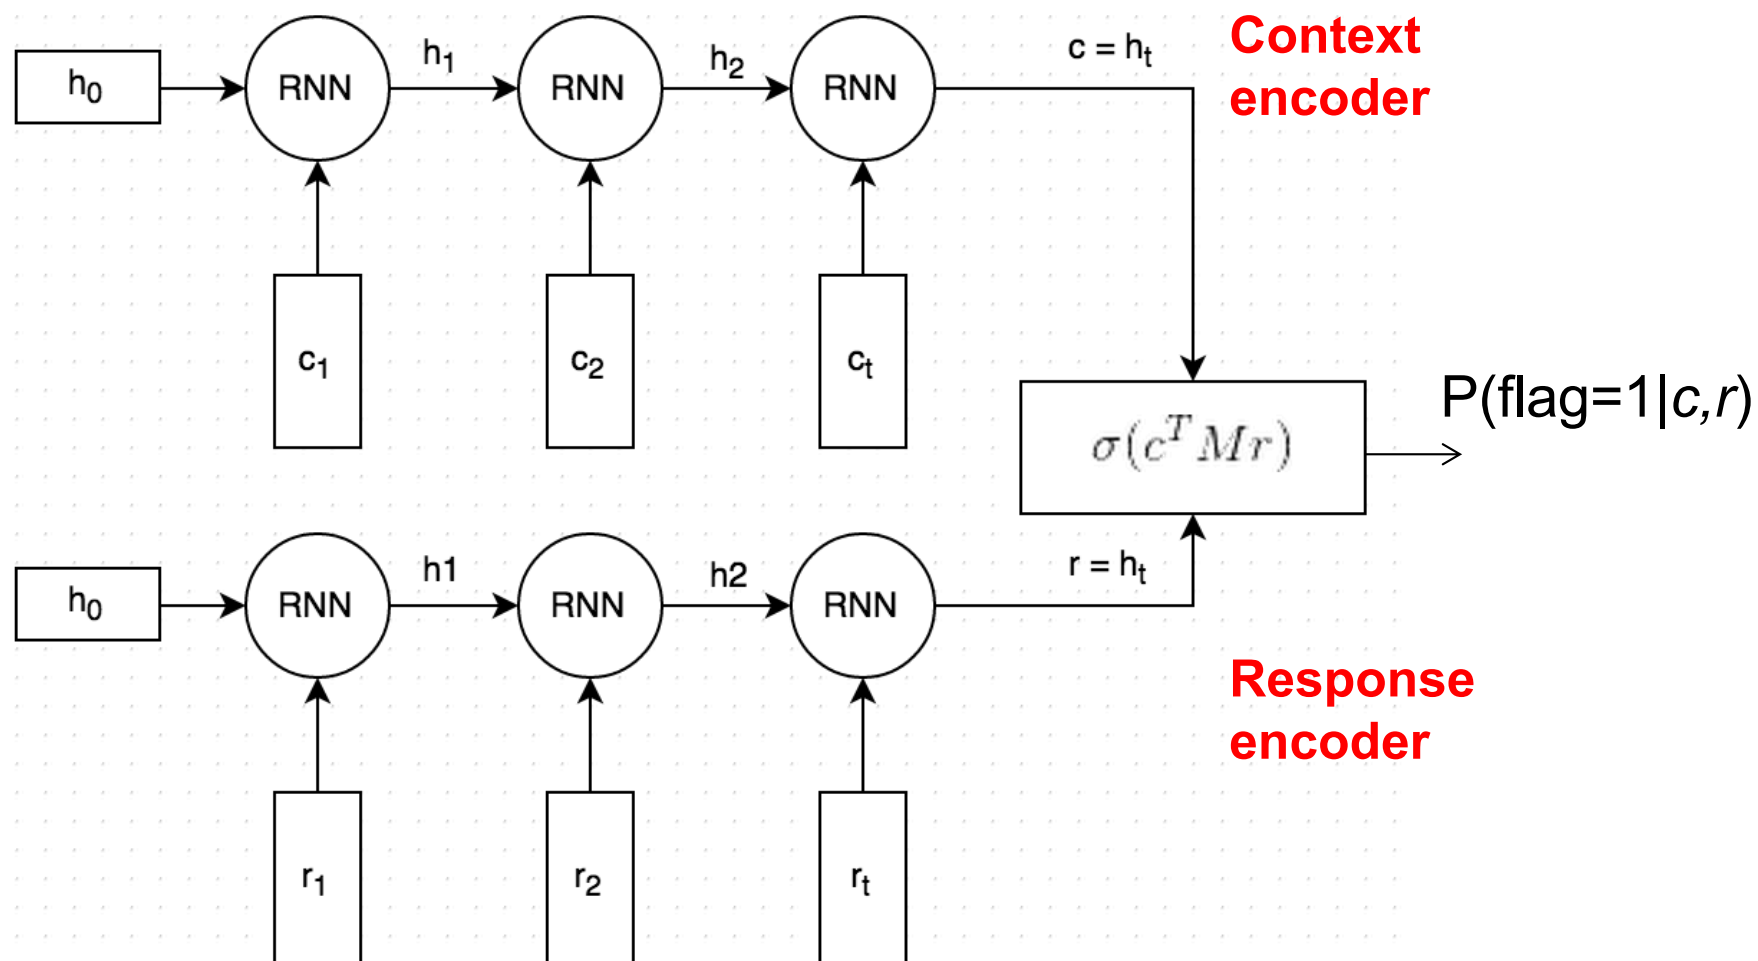 h₀
RNN
h₁
RNN
h₂
RNN
c = hₜ
Context
encoder
c₁
c₂
cₜ
σ(cᵀMr)
P(flag=1|c,r)
h₀
RNN
h1
RNN
h2
RNN
r = hₜ
Response
encoder
r₁
r₂
rₜ